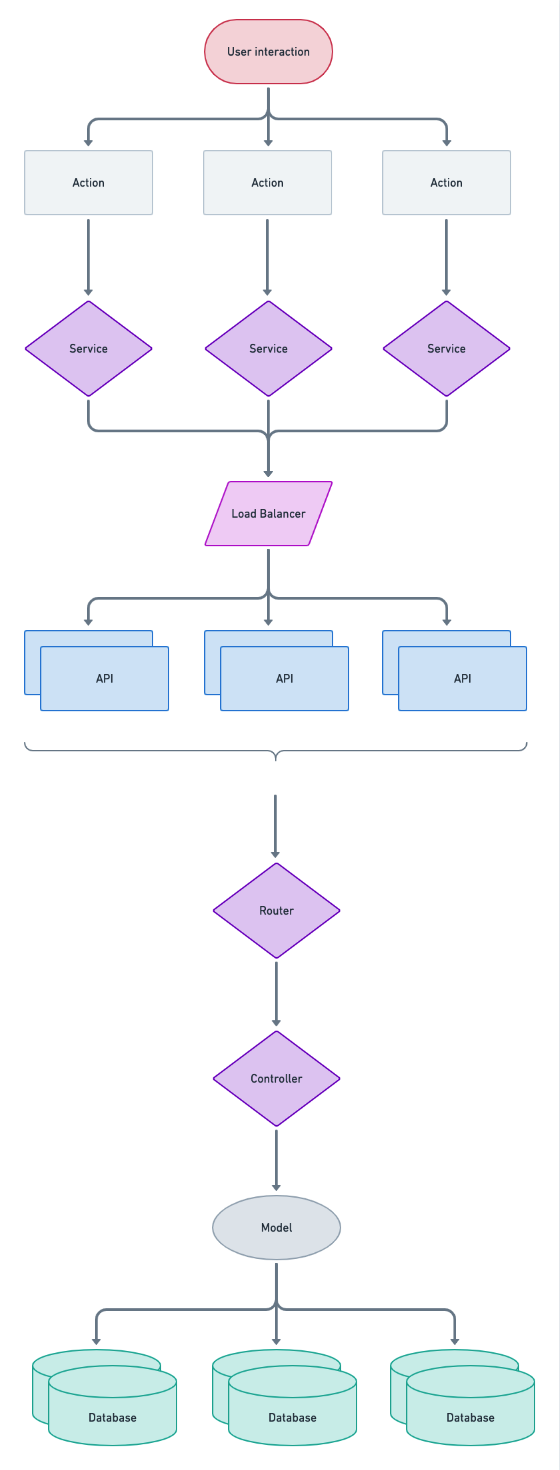 User interaction
Action
Action
Action
Service
Service
Service
Load Balancer
API
API
API
Router
Controller
Model
Database
Database
Database